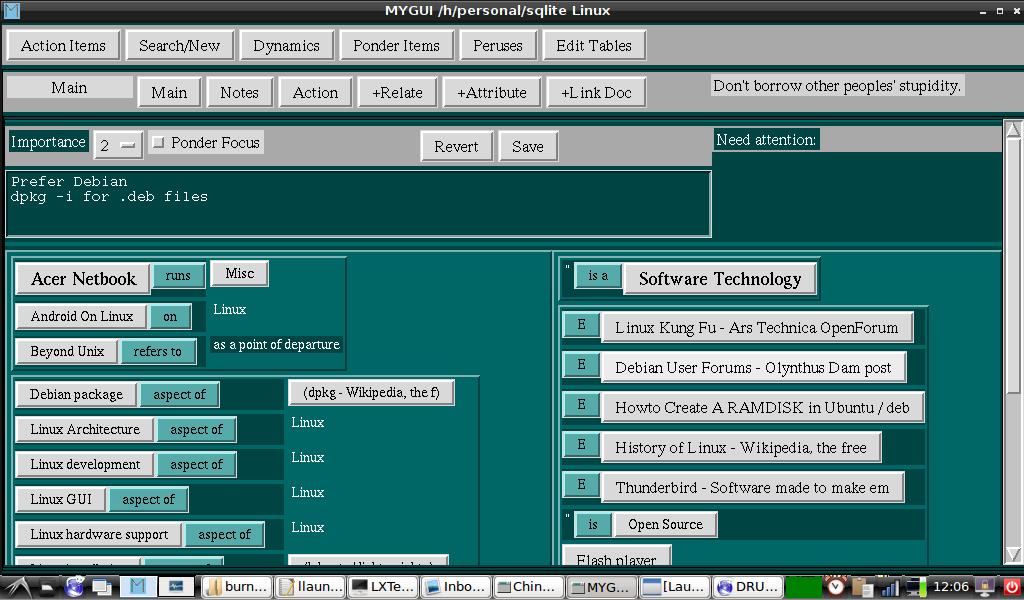 MYGUI /h/personal/sqlite Linux
Action Items Search/New Dynamics Ponder Items Peruses Edit Tables
Main Main Notes Action +Relate +Attribute +Link Doc Don't borrow other peoples' stupidity.
Importance 2 Ponder Focus Revert Save Need attention:
Prefer Debian
dpkg -i for .deb files
Acer Netbook runs Misc
Android On Linux on Linux
Beyond Unix refers to as a point of departure
Debian package aspect of (dpkg - Wikipedia, the f)
Linux Architecture aspect of Linux
Linux development aspect of Linux
Linux GUI aspect of Linux
Linux hardware support aspect of Linux
" is a Software Technology
E Linux Kung Fu - Ars Technica OpenForum
E Debian User Forums - Olynthus Dam post
E Howto Create A RAMDISK in Ubuntu / deb
E History of Linux - Wikipedia, the free
E Thunderbird - Software made to make em
" is Open Source
Flash player
burn... llaun... LXTe... Inbo... Chin... MYG... [Lau... DRU... 12:06